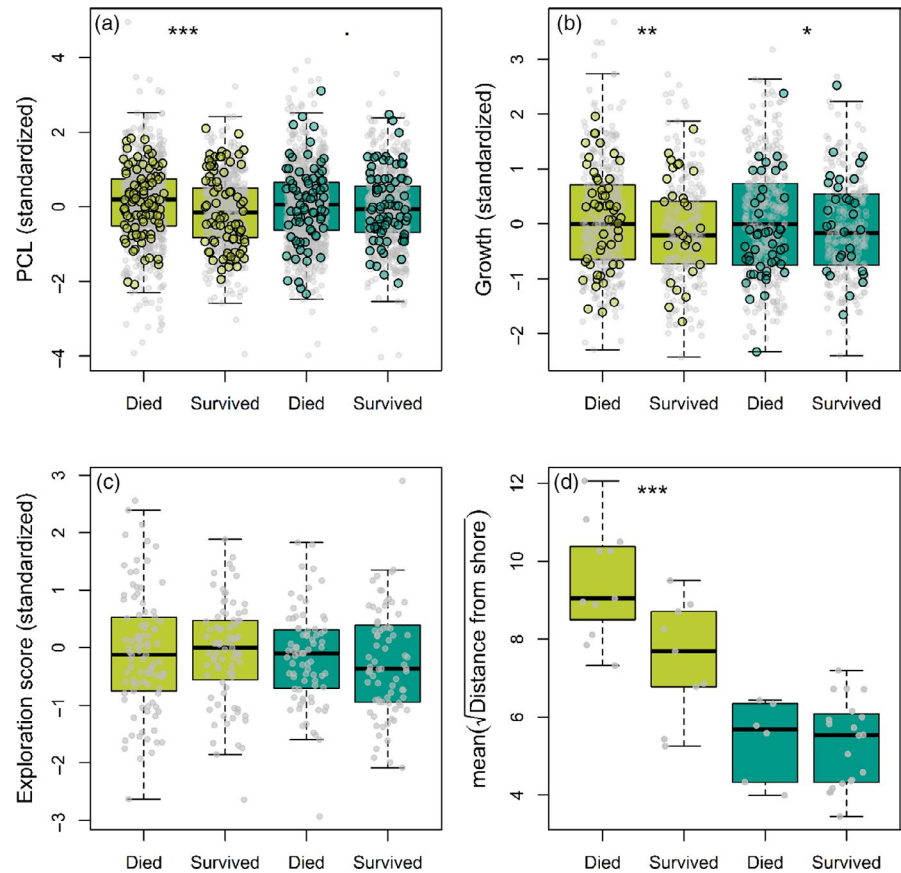 (a)
***
.
PCL (standardized)
4
2
0
−2
−4
Died Survived Died Survived
(b)
**
*
Growth (standardized)
3
2
1
0
−1
−2
Died Survived Died Survived
(c)
Exploration score (standardized)
3
2
1
0
−1
−2
−3
Died Survived Died Survived
(d)
***
mean(√Distance from shore)
12
10
8
6
4
Died Survived Died Survived